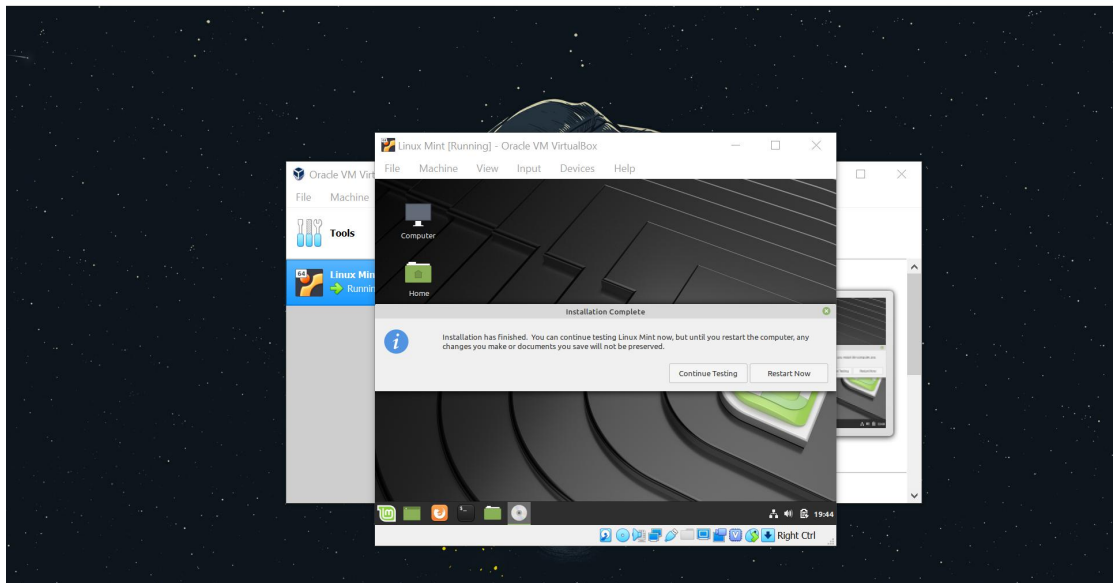 Linux Mint [Running] - Oracle VM VirtualBox
File Machine View Input Devices Help
Oracle VM Virt
File Machine
Tools
64
Linux Min
Runnin
Computer
Home
Installation Complete
Installation has finished. You can continue testing Linux Mint now, but until you restart the computer, any
changes you make or documents you save will not be preserved.
Continue Testing Restart Now
19:44
Right Ctrl